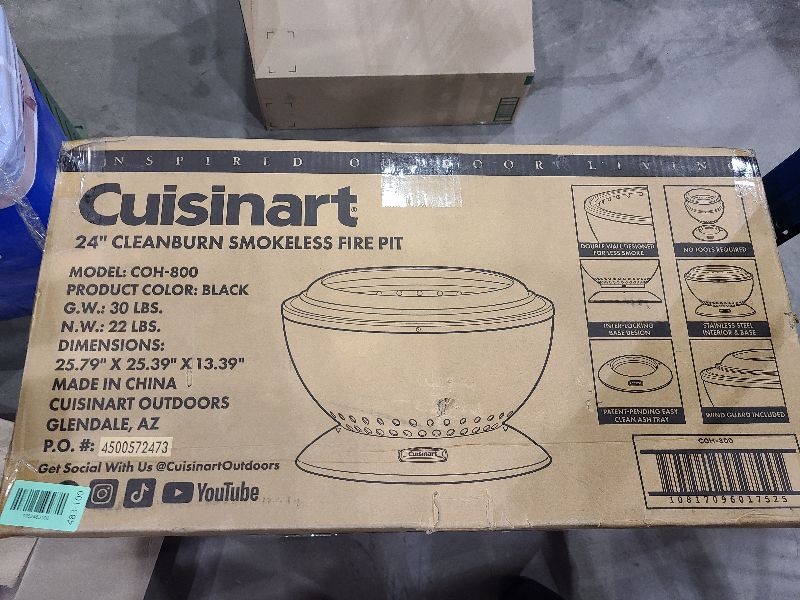 INSPIRED OUTDOOR LIVIN
Cuisinart
24" CLEANBURN SMOKELESS FIRE PIT
MODEL: COH-800
PRODUCT COLOR: BLACK
G.W.: 30 LBS.
N.W.: 22 LBS.
DIMENSIONS:
25.79" X 25.39" X 13.39"
MADE IN CHINA
CUISINART OUTDOORS
GLENDALE, AZ
P.O. #: 4500572473
Get Social With Us @CuisinartOutdoors
YouTube
DOUBLE WALL DESIGNED
FOR LESS SMOKE
NO TOOLS REQUIRED
INTER-LOCKING
BASE DESIGN
STAINLESS STEEL
INTERIOR & BASE
PATENT-PENDING EASY
CLEAN ASH TRAY
WIND GUARD INCLUDED
Cuisinart
COH-800
10817096017525